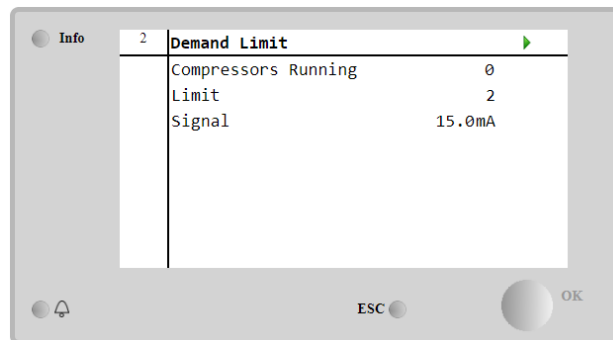 Info
2 Demand Limit
Compressors Running 0
Limit 2
Signal 15.0mA
ESC
OK